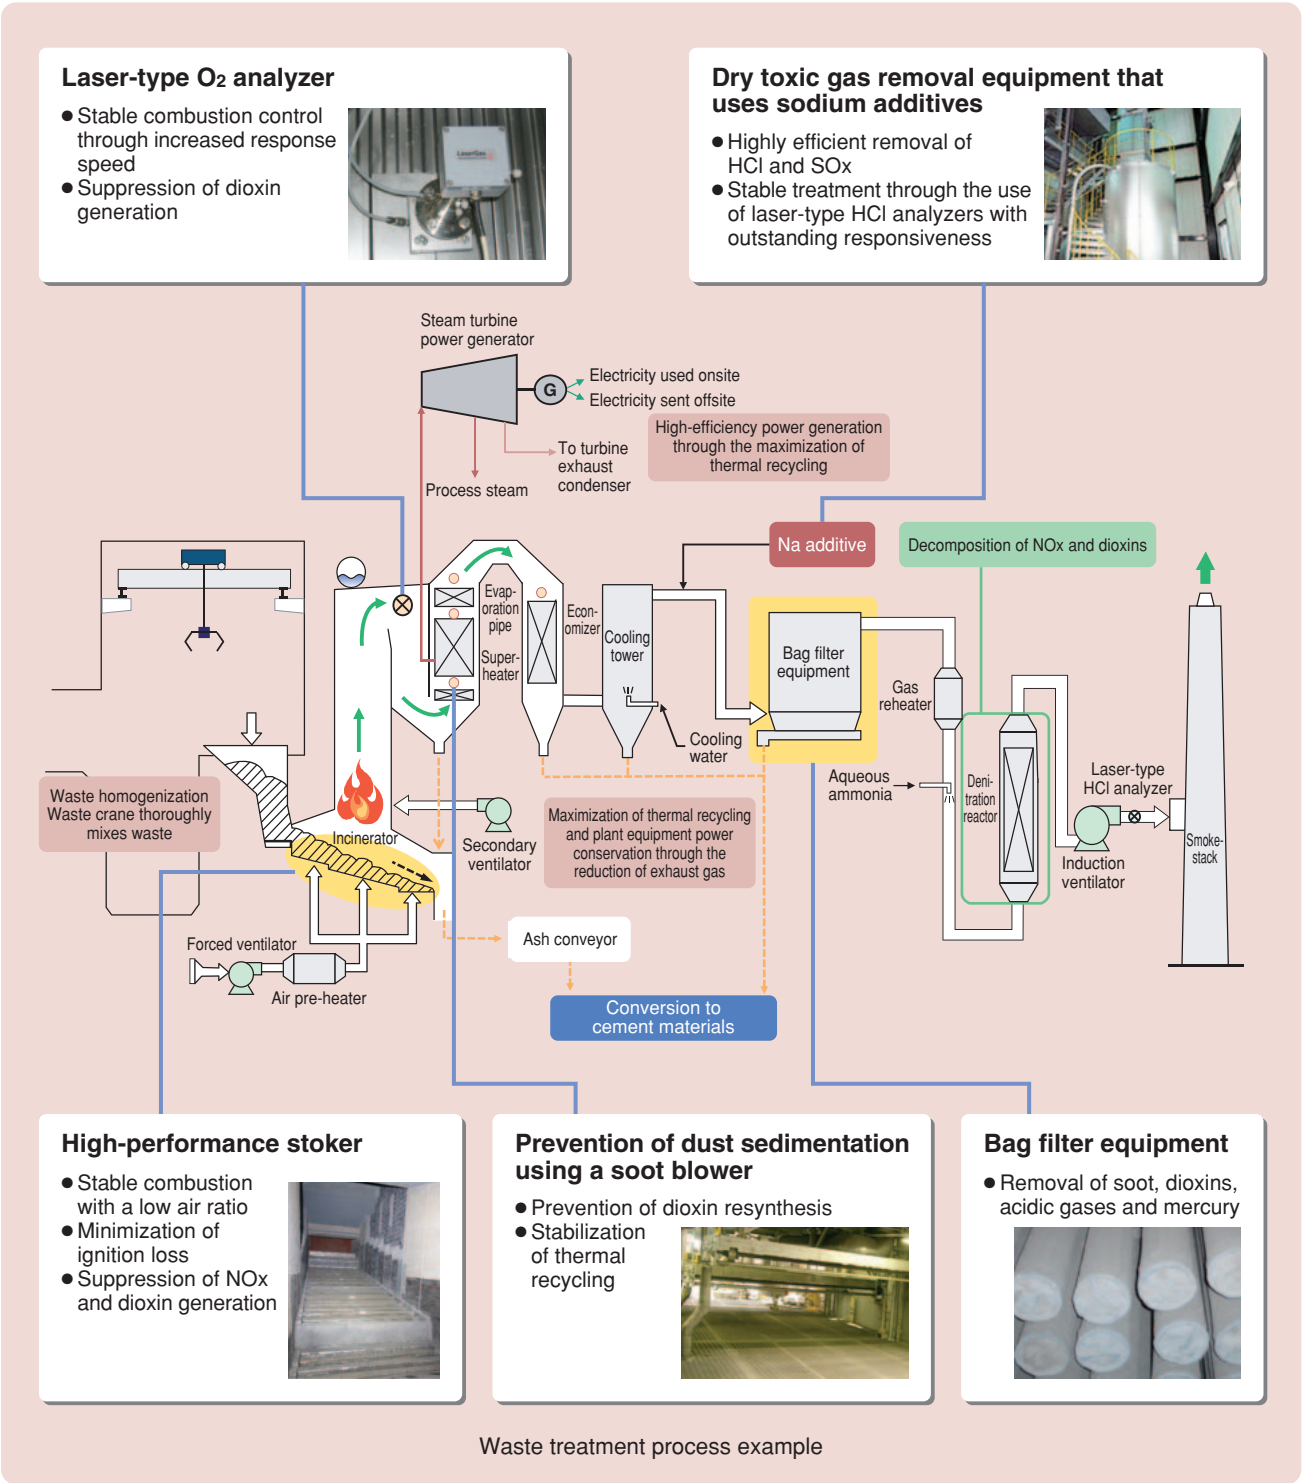 Laser-type O2 analyzer
● Stable combustion control
through increased response
speed
● Suppression of dioxin
generation
LaserGas
Dry toxic gas removal equipment that
uses sodium additives
● Highly efficient removal of
HCl and SOx
● Stable treatment through the use
of laser-type HCl analyzers with
outstanding responsiveness
Steam turbine
power generator
G
Electricity used onsite
Electricity sent offsite
High-efficiency power generation
through the maximization of
thermal recycling
To turbine
exhaust
condenser
Process steam
Na additive
Decomposition of NOx and dioxins
Evap-
oration
pipe
Super-
heater
Econ-
omizer
Cooling
tower
Bag filter
equipment
Gas
reheater
Cooling
water
Aqueous
ammonia
Deni-
tration
reactor
Laser-type
HCl analyzer
Induction
ventilator
Smoke-
stack
Waste homogenization
Waste crane thoroughly
mixes waste
Incinerator
Secondary
ventilator
Maximization of thermal recycling
and plant equipment power
conservation through the
reduction of exhaust gas
Forced ventilator
Air pre-heater
Ash conveyor
Conversion to
cement materials
High-performance stoker
● Stable combustion
with a low air ratio
● Minimization of
ignition loss
● Suppression of NOx
and dioxin generation
Prevention of dust sedimentation
using a soot blower
● Prevention of dioxin resynthesis
● Stabilization
of thermal
recycling
Bag filter equipment
● Removal of soot, dioxins,
acidic gases and mercury
Waste treatment process example